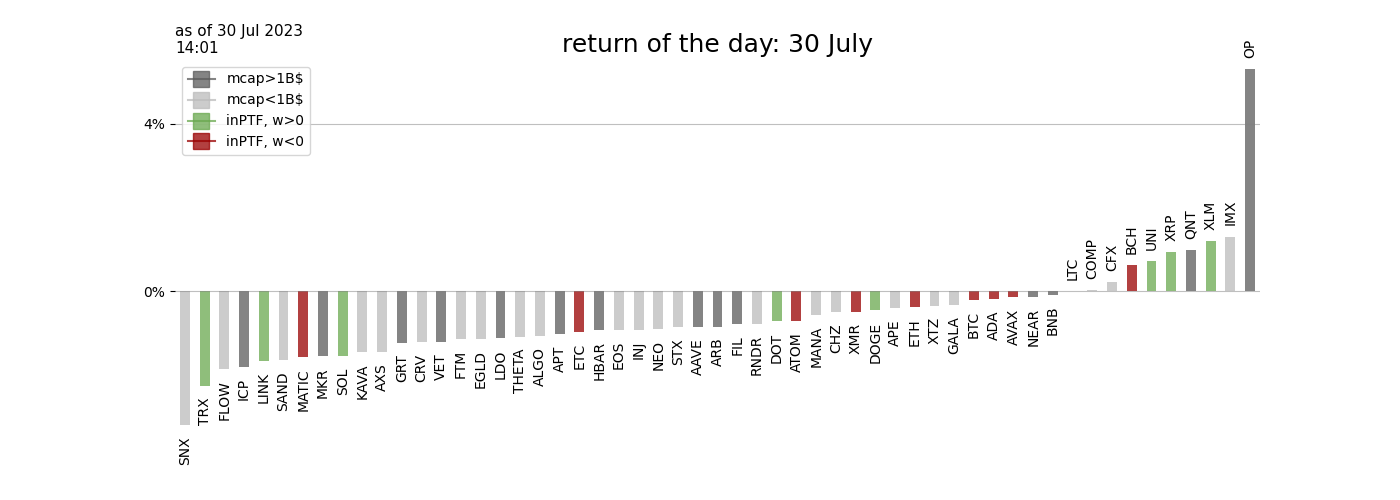 as of 30 Jul 2023
14:01
return of the day: 30 July
mcap>1B$
mcap<1B$
inPTF, w>0
inPTF, w<0
4%
0%
SNX
TRX
FLOW
ICP
LINK
SAND
MATIC
MKR
SOL
KAVA
AXS
GRT
CRV
VET
FTM
EGLD
LDO
THETA
ALGO
APT
ETC
HBAR
EOS
INJ
NEO
STX
AAVE
ARB
FIL
RNDR
DOT
ATOM
MANA
CHZ
XMR
DOGE
APE
ETH
XTZ
GALA
BTC
ADA
AVAX
NEAR
BNB
LTC
COMP
CFX
BCH
UNI
XRP
QNT
XLM
IMX
OP